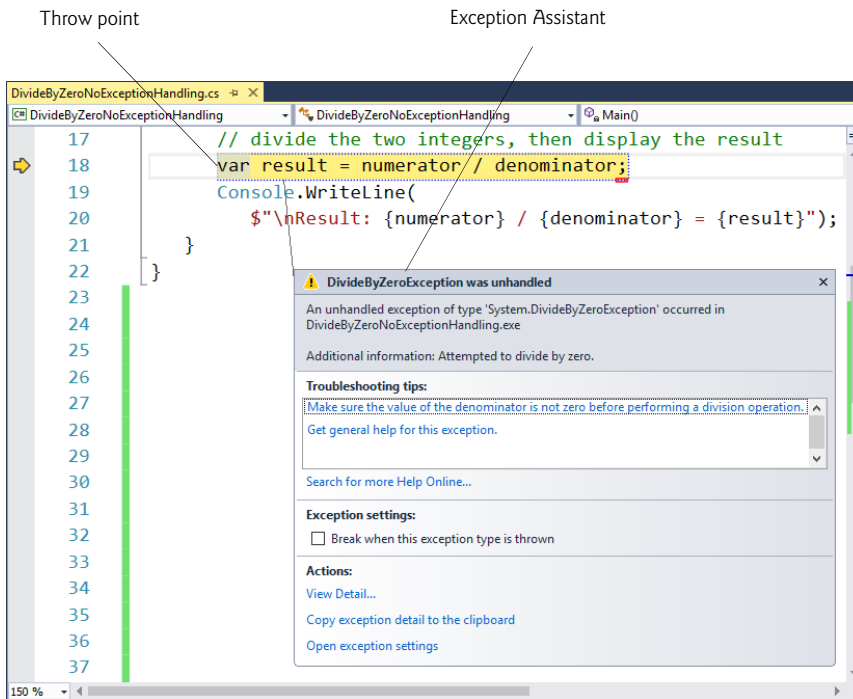 Throw point
Exception Assistant
DivideByZeroNoExceptionHandling.cs
C# DivideByZeroNoExceptionHandling
DivideByZeroNoExceptionHandling
Main()
17 // divide the two integers, then display the result
18 var result = numerator / denominator;
19 Console.WriteLine(
20 $"\nResult: {numerator} / {denominator} = {result}");
21 }
22 }
23
24
25
26
27
28
29
30
31
32
33
34
35
36
37
DivideByZeroException was unhandled
An unhandled exception of type 'System.DivideByZeroException' occurred in
DivideByZeroNoExceptionHandling.exe
Additional information: Attempted to divide by zero.
Troubleshooting tips:
Make sure the value of the denominator is not zero before performing a division operation.
Get general help for this exception.
Search for more Help Online...
Exception settings:
Break when this exception type is thrown
Actions:
View Detail...
Copy exception detail to the clipboard
Open exception settings
150 %